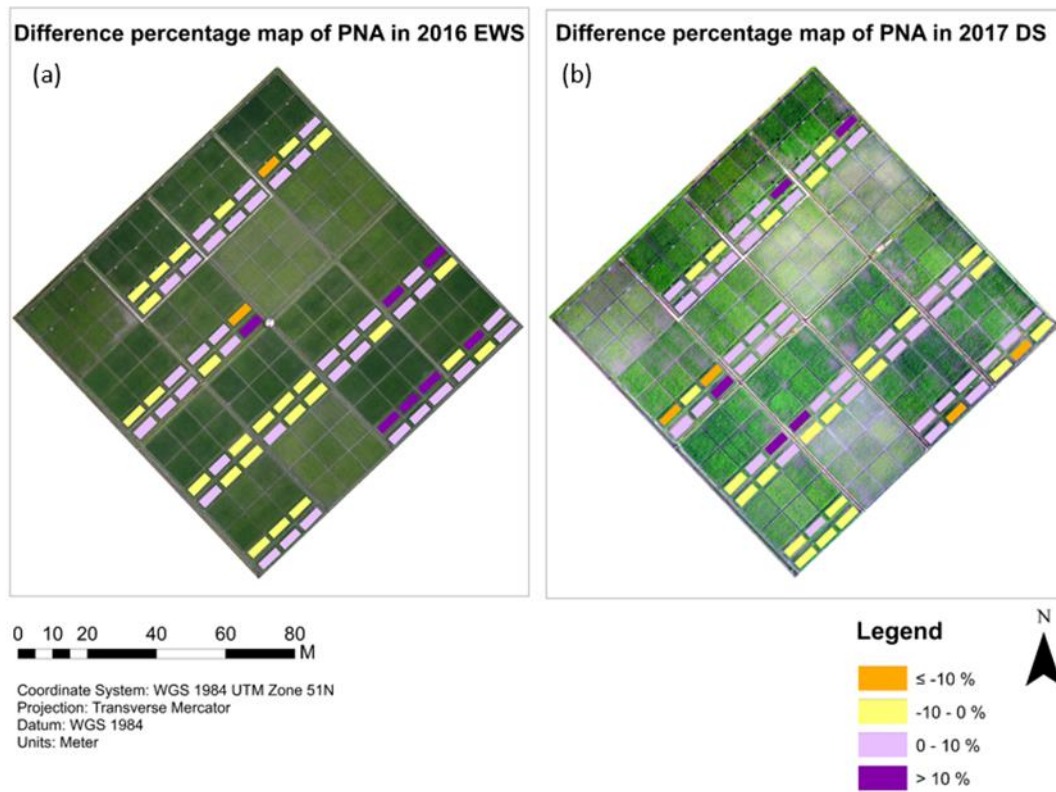 Difference percentage map of PNA in 2016 EWS
(a)
Difference percentage map of PNA in 2017 DS
(b)
0 10 20 40 60 80
M
Coordinate System: WGS 1984 UTM Zone 51N
Projection: Transverse Mercator
Datum: WGS 1984
Units: Meter
Legend
≤ -10 %
-10 - 0 %
0 - 10 %
> 10 %
N